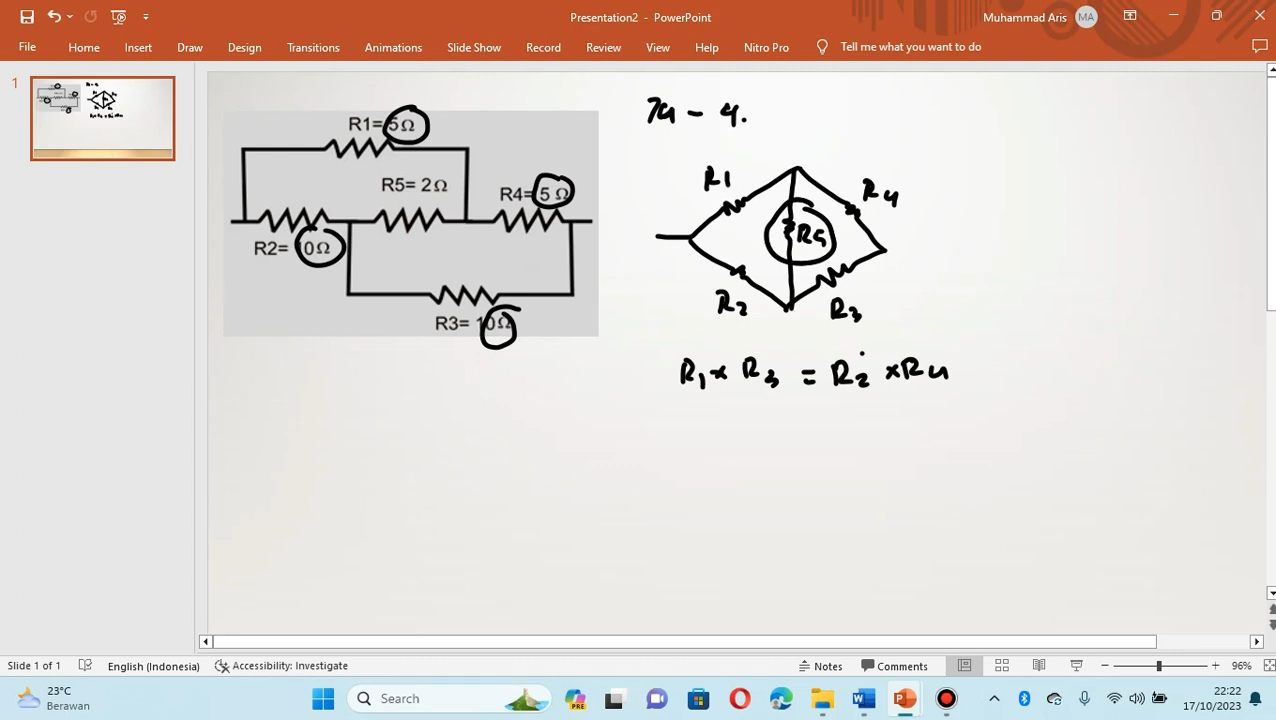 Presentation2 - PowerPoint
Muhammad Aris MA
File Home Insert Draw Design Transitions Animations Slide Show Record Review View Help Nitro Pro Tell me what you want to do
1
R1= 5Ω
R5= 2Ω
R4= 5Ω
R2= 10Ω
R3= 10Ω
R1
R4
R5
R2
R3
R1 × R3 = R2 × R4
Slide 1 of 1 English (Indonesia) Accessibility: Investigate Notes Comments 96%
23°C
Berawan
Search
PRE
22:22
17/10/2023